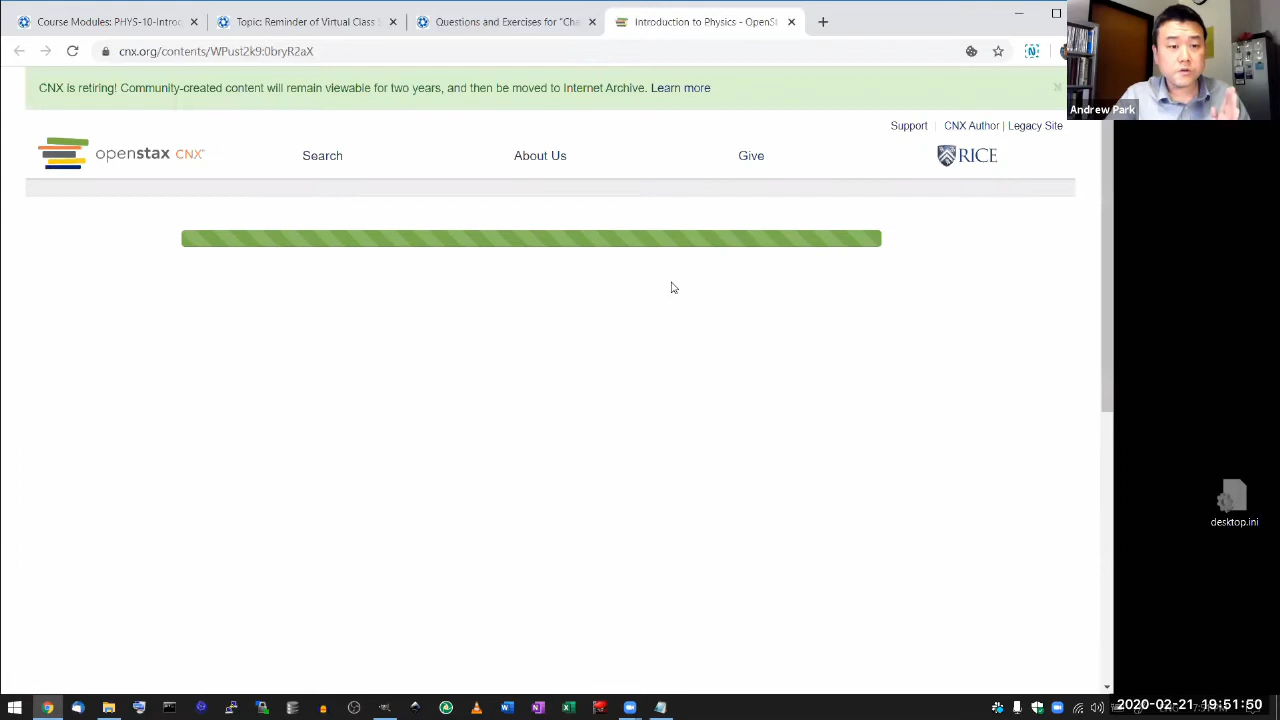 Course Modules: PHYS-10-Introd
Topic: Reminder of Virtual Class S
Questions and Exercises for "Cha
Introduction to Physics - OpenSt
cnx.org/contents/WPust2k9:0bryR2aX
CNX is retiring! Community-created content will remain viewable for two years, and then be moved to Internet Archive. Learn more
Andrew Park
Support | CNX Author | Legacy Site
openstax CNX
Search
About Us
Give
RICE
desktop.ini
2020-02-21 19:51:50